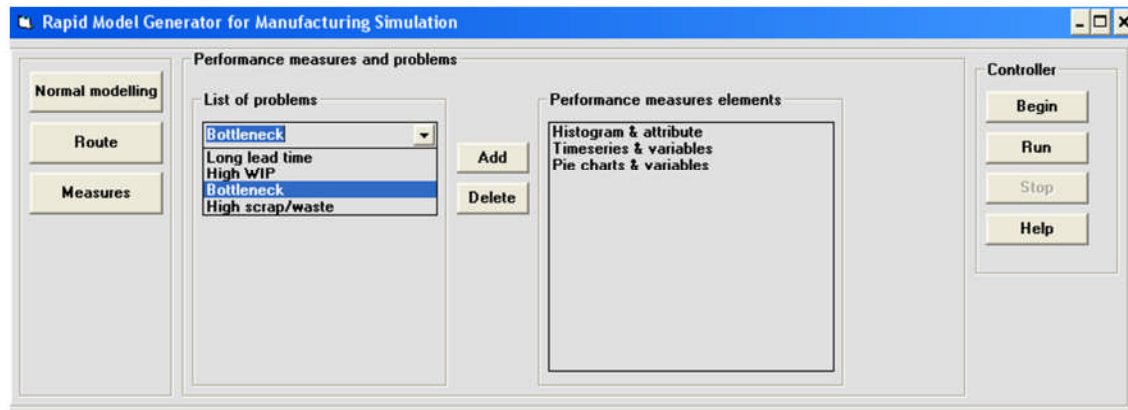 Rapid Model Generator for Manufacturing Simulation
Normal modelling
Route
Measures
Performance measures and problems
List of problems
Bottleneck
Long lead time
High WIP
Bottleneck
High scrap/waste
Add
Delete
Performance measures elements
Histogram & attribute
Timeseries & variables
Pie charts & variables
Controller
Begin
Run
Stop
Help